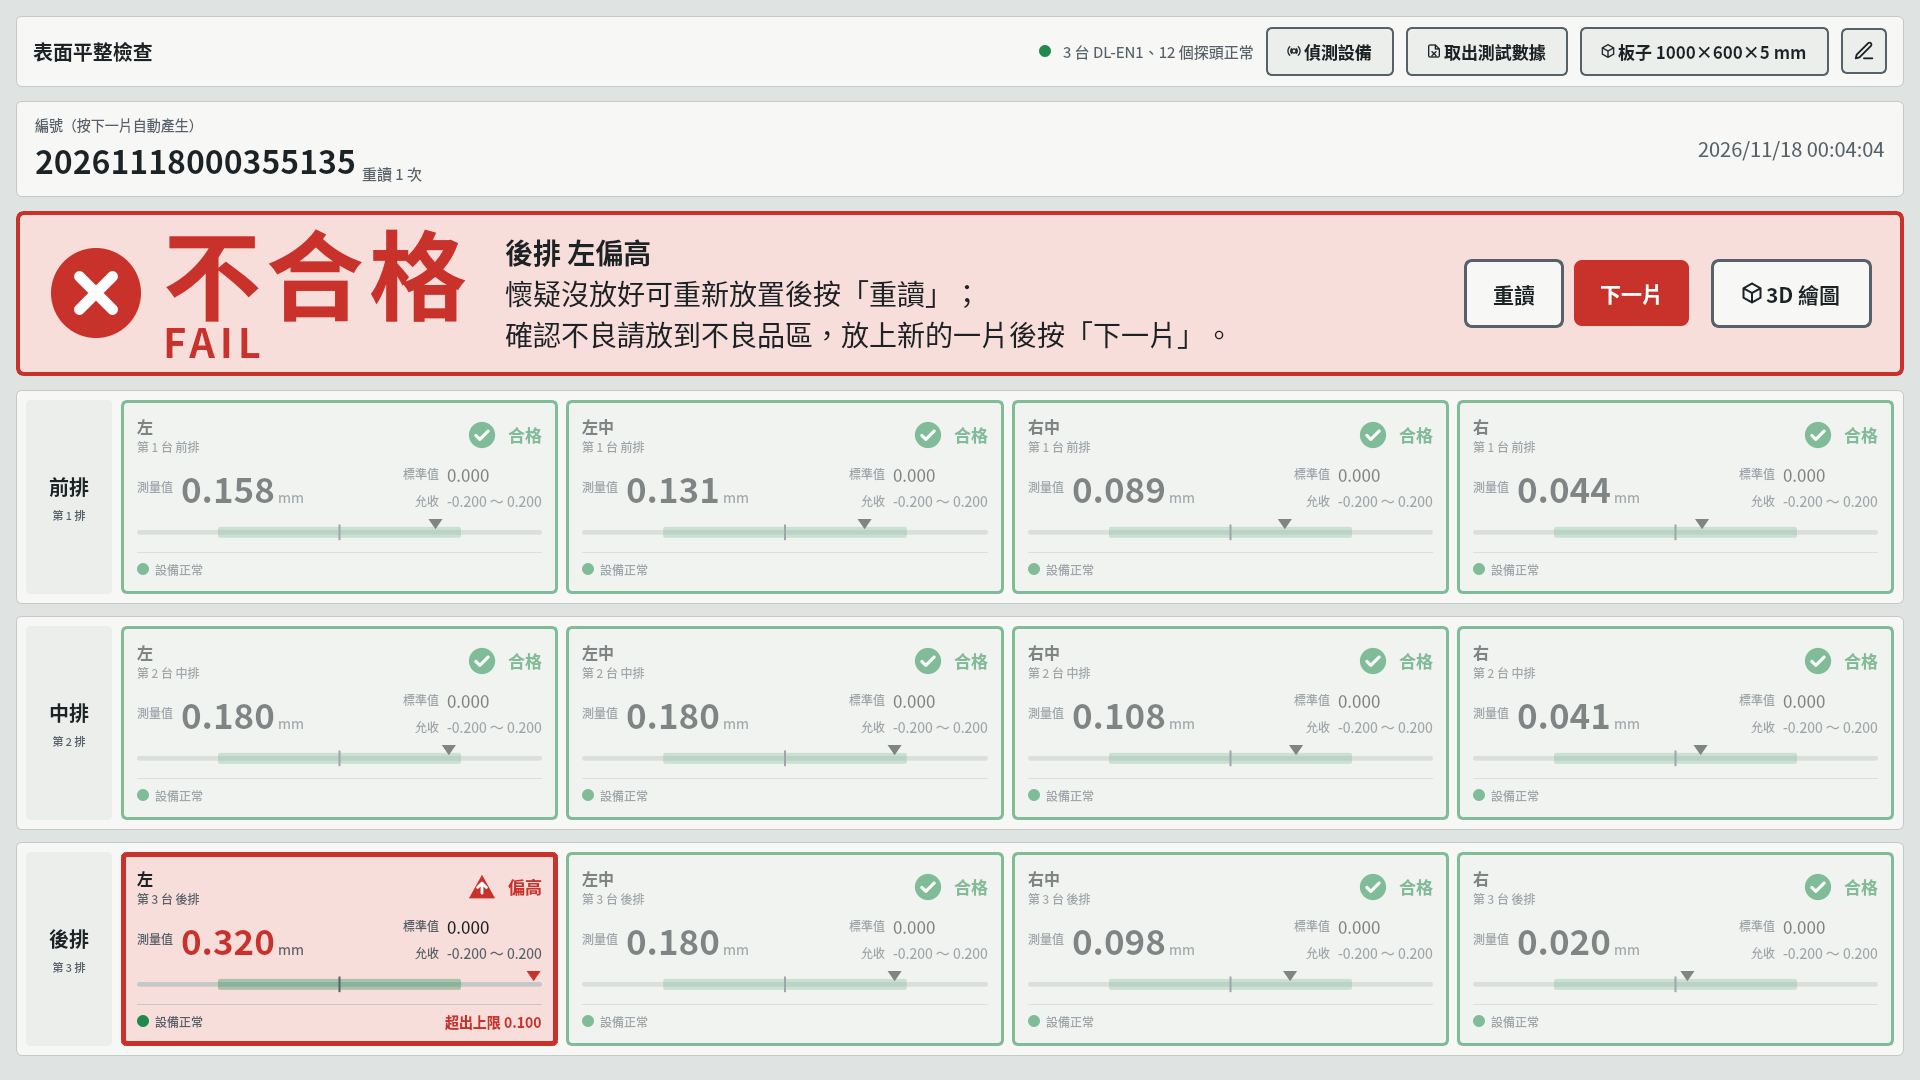 表面平整檢查
3 台 DL-EN1、12 個探頭正常
偵測設備
取出測試數據
板子 1000×600×5 mm
編號（按下一片自動產生）
20261118000355135 重讀 1 次
2026/11/18 00:04:04
不合格
FAIL
後排 左偏高
懷疑沒放好可重新放置後按「重讀」；
確認不良請放到不良品區，放上新的一片後按「下一片」。
重讀
下一片
3D 繪圖
前排
第 1 排
左
第 1 台 前排
合格
測量值 0.158 mm
標準值 0.000
允收 -0.200 ～ 0.200
設備正常
左中
第 1 台 前排
合格
測量值 0.131 mm
標準值 0.000
允收 -0.200 ～ 0.200
設備正常
右中
第 1 台 前排
合格
測量值 0.089 mm
標準值 0.000
允收 -0.200 ～ 0.200
設備正常
右
第 1 台 前排
合格
測量值 0.044 mm
標準值 0.000
允收 -0.200 ～ 0.200
設備正常
中排
第 2 排
左
第 2 台 中排
合格
測量值 0.180 mm
標準值 0.000
允收 -0.200 ～ 0.200
設備正常
左中
第 2 台 中排
合格
測量值 0.180 mm
標準值 0.000
允收 -0.200 ～ 0.200
設備正常
右中
第 2 台 中排
合格
測量值 0.108 mm
標準值 0.000
允收 -0.200 ～ 0.200
設備正常
右
第 2 台 中排
合格
測量值 0.041 mm
標準值 0.000
允收 -0.200 ～ 0.200
設備正常
後排
第 3 排
左
第 3 台 後排
偏高
測量值 0.320 mm
標準值 0.000
允收 -0.200 ～ 0.200
設備正常
超出上限 0.100
左中
第 3 台 後排
合格
測量值 0.180 mm
標準值 0.000
允收 -0.200 ～ 0.200
設備正常
右中
第 3 台 後排
合格
測量值 0.098 mm
標準值 0.000
允收 -0.200 ～ 0.200
設備正常
右
第 3 台 後排
合格
測量值 0.020 mm
標準值 0.000
允收 -0.200 ～ 0.200
設備正常